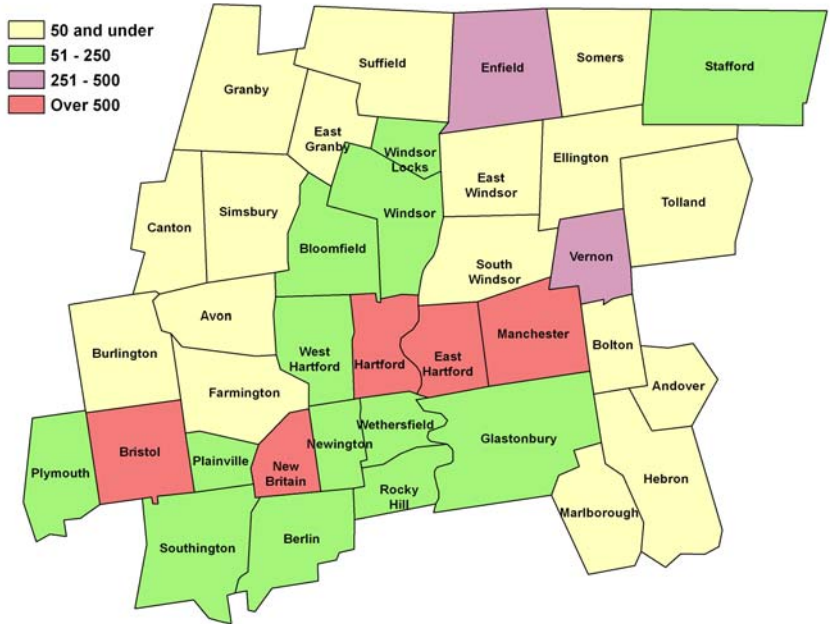 50 and under
51 - 250
251 - 500
Over 500
Granby
Suffield
Enfield
Somers
Stafford
East
Granby
Windsor
Locks
East
Windsor
Ellington
Tolland
Canton
Simsbury
Bloomfield
Windsor
South
Windsor
Vernon
Burlington
Avon
West
Hartford
Hartford
East
Hartford
Manchester
Bolton
Andover
Farmington
Plymouth
Bristol
Plainville
New
Britain
Newington
Wethersfield
Glastonbury
Hebron
Rocky
Hill
Marlborough
Southington
Berlin